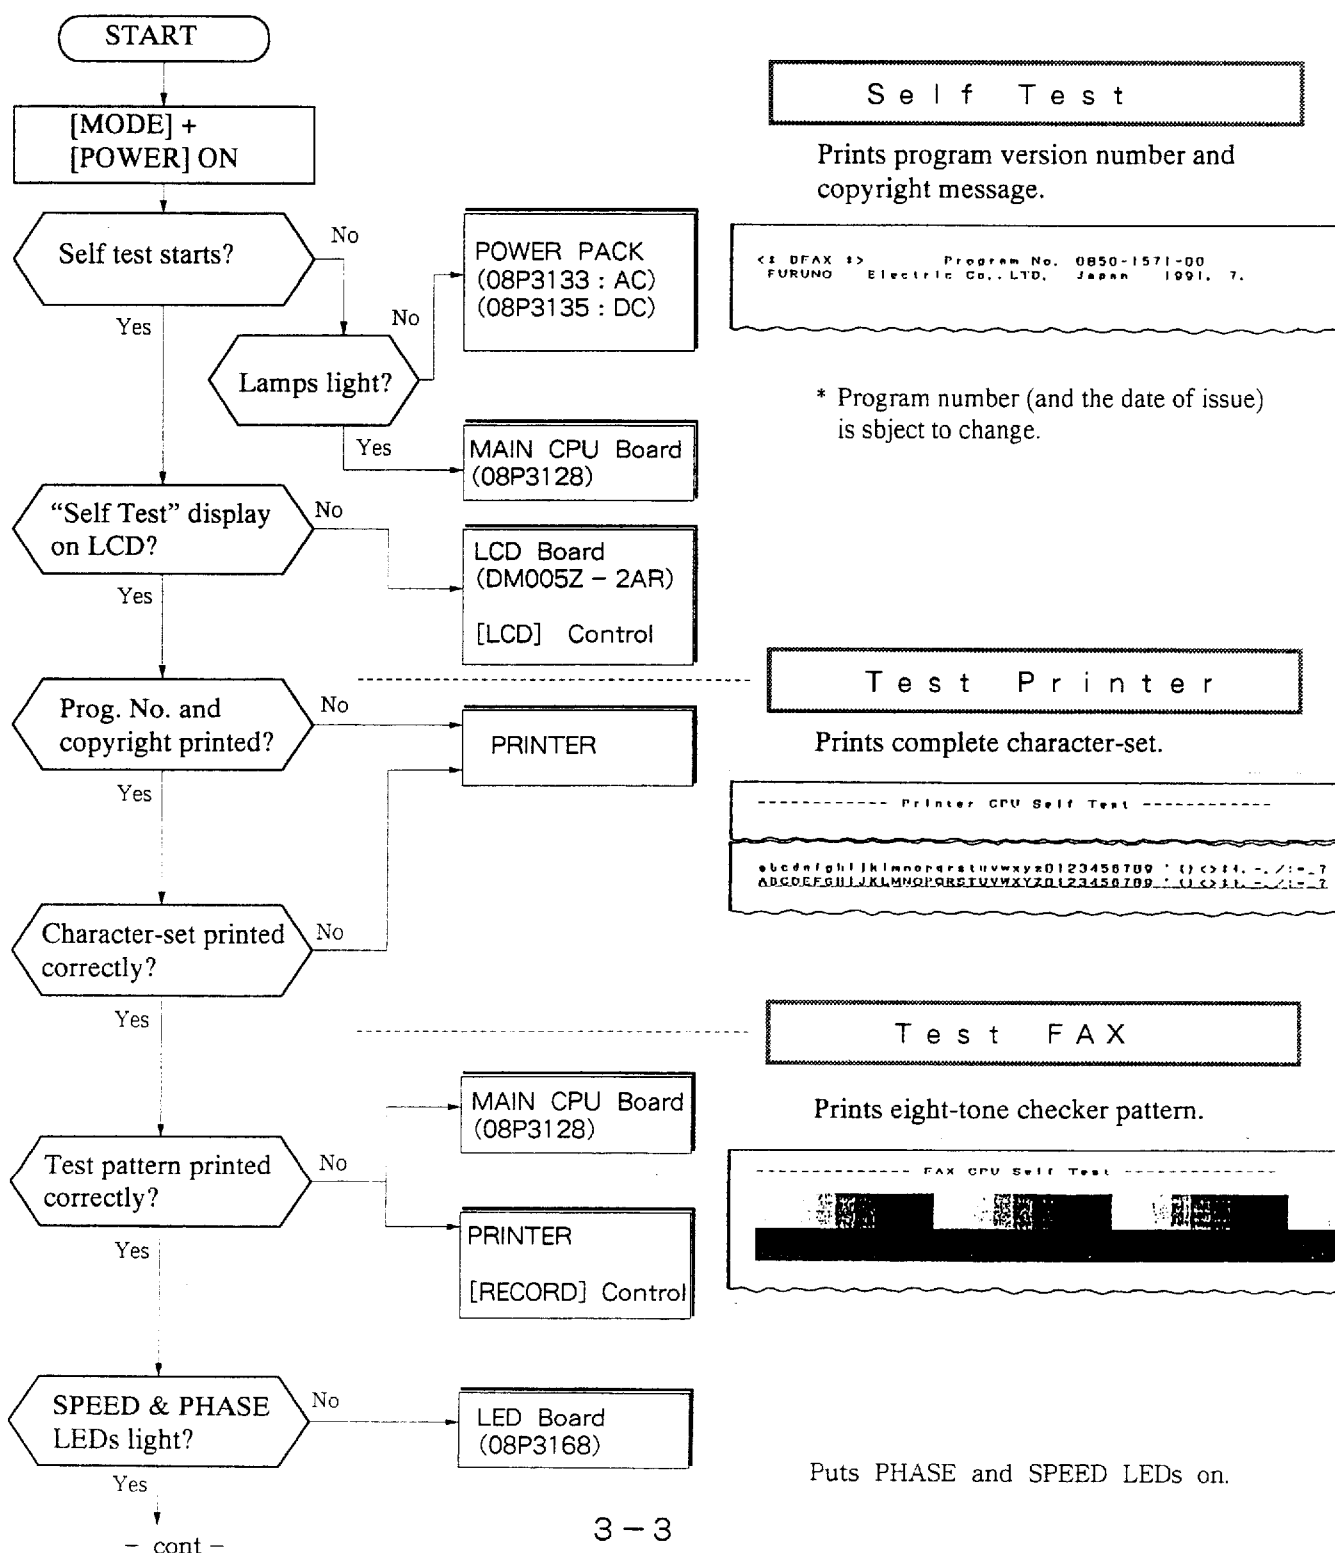 START
[MODE] +
[POWER] ON
Self test starts?
No
Yes
POWER PACK
(08P3133 : AC)
(08P3135 : DC)
No
Lamps light?
Yes
MAIN CPU Board
(08P3128)
“Self Test” display
on LCD?
No
Yes
LCD Board
(DM005Z – 2AR)
[LCD] Control
Prog. No. and
copyright printed?
No
Yes
PRINTER
Character-set printed
correctly?
No
Yes
MAIN CPU Board
(08P3128)
Test pattern printed
correctly?
No
Yes
PRINTER
[RECORD] Control
SPEED & PHASE
LEDs light?
No
Yes
LED Board
(08P3168)
– cont –
Self Test
Prints program version number and
copyright message.
DFAX Program No. 0850-1571-00
FURUNO Electric Co,. LTD, Japan 1991. 7.
* Program number (and the date of issue)
is sbject to change.
Test Printer
Prints complete character-set.
------------ Printer CPU Self Test ------------
Test FAX
Prints eight-tone checker pattern.
-------------- FAX CPU Self Test --------------
Puts PHASE and SPEED LEDs on.
3 – 3